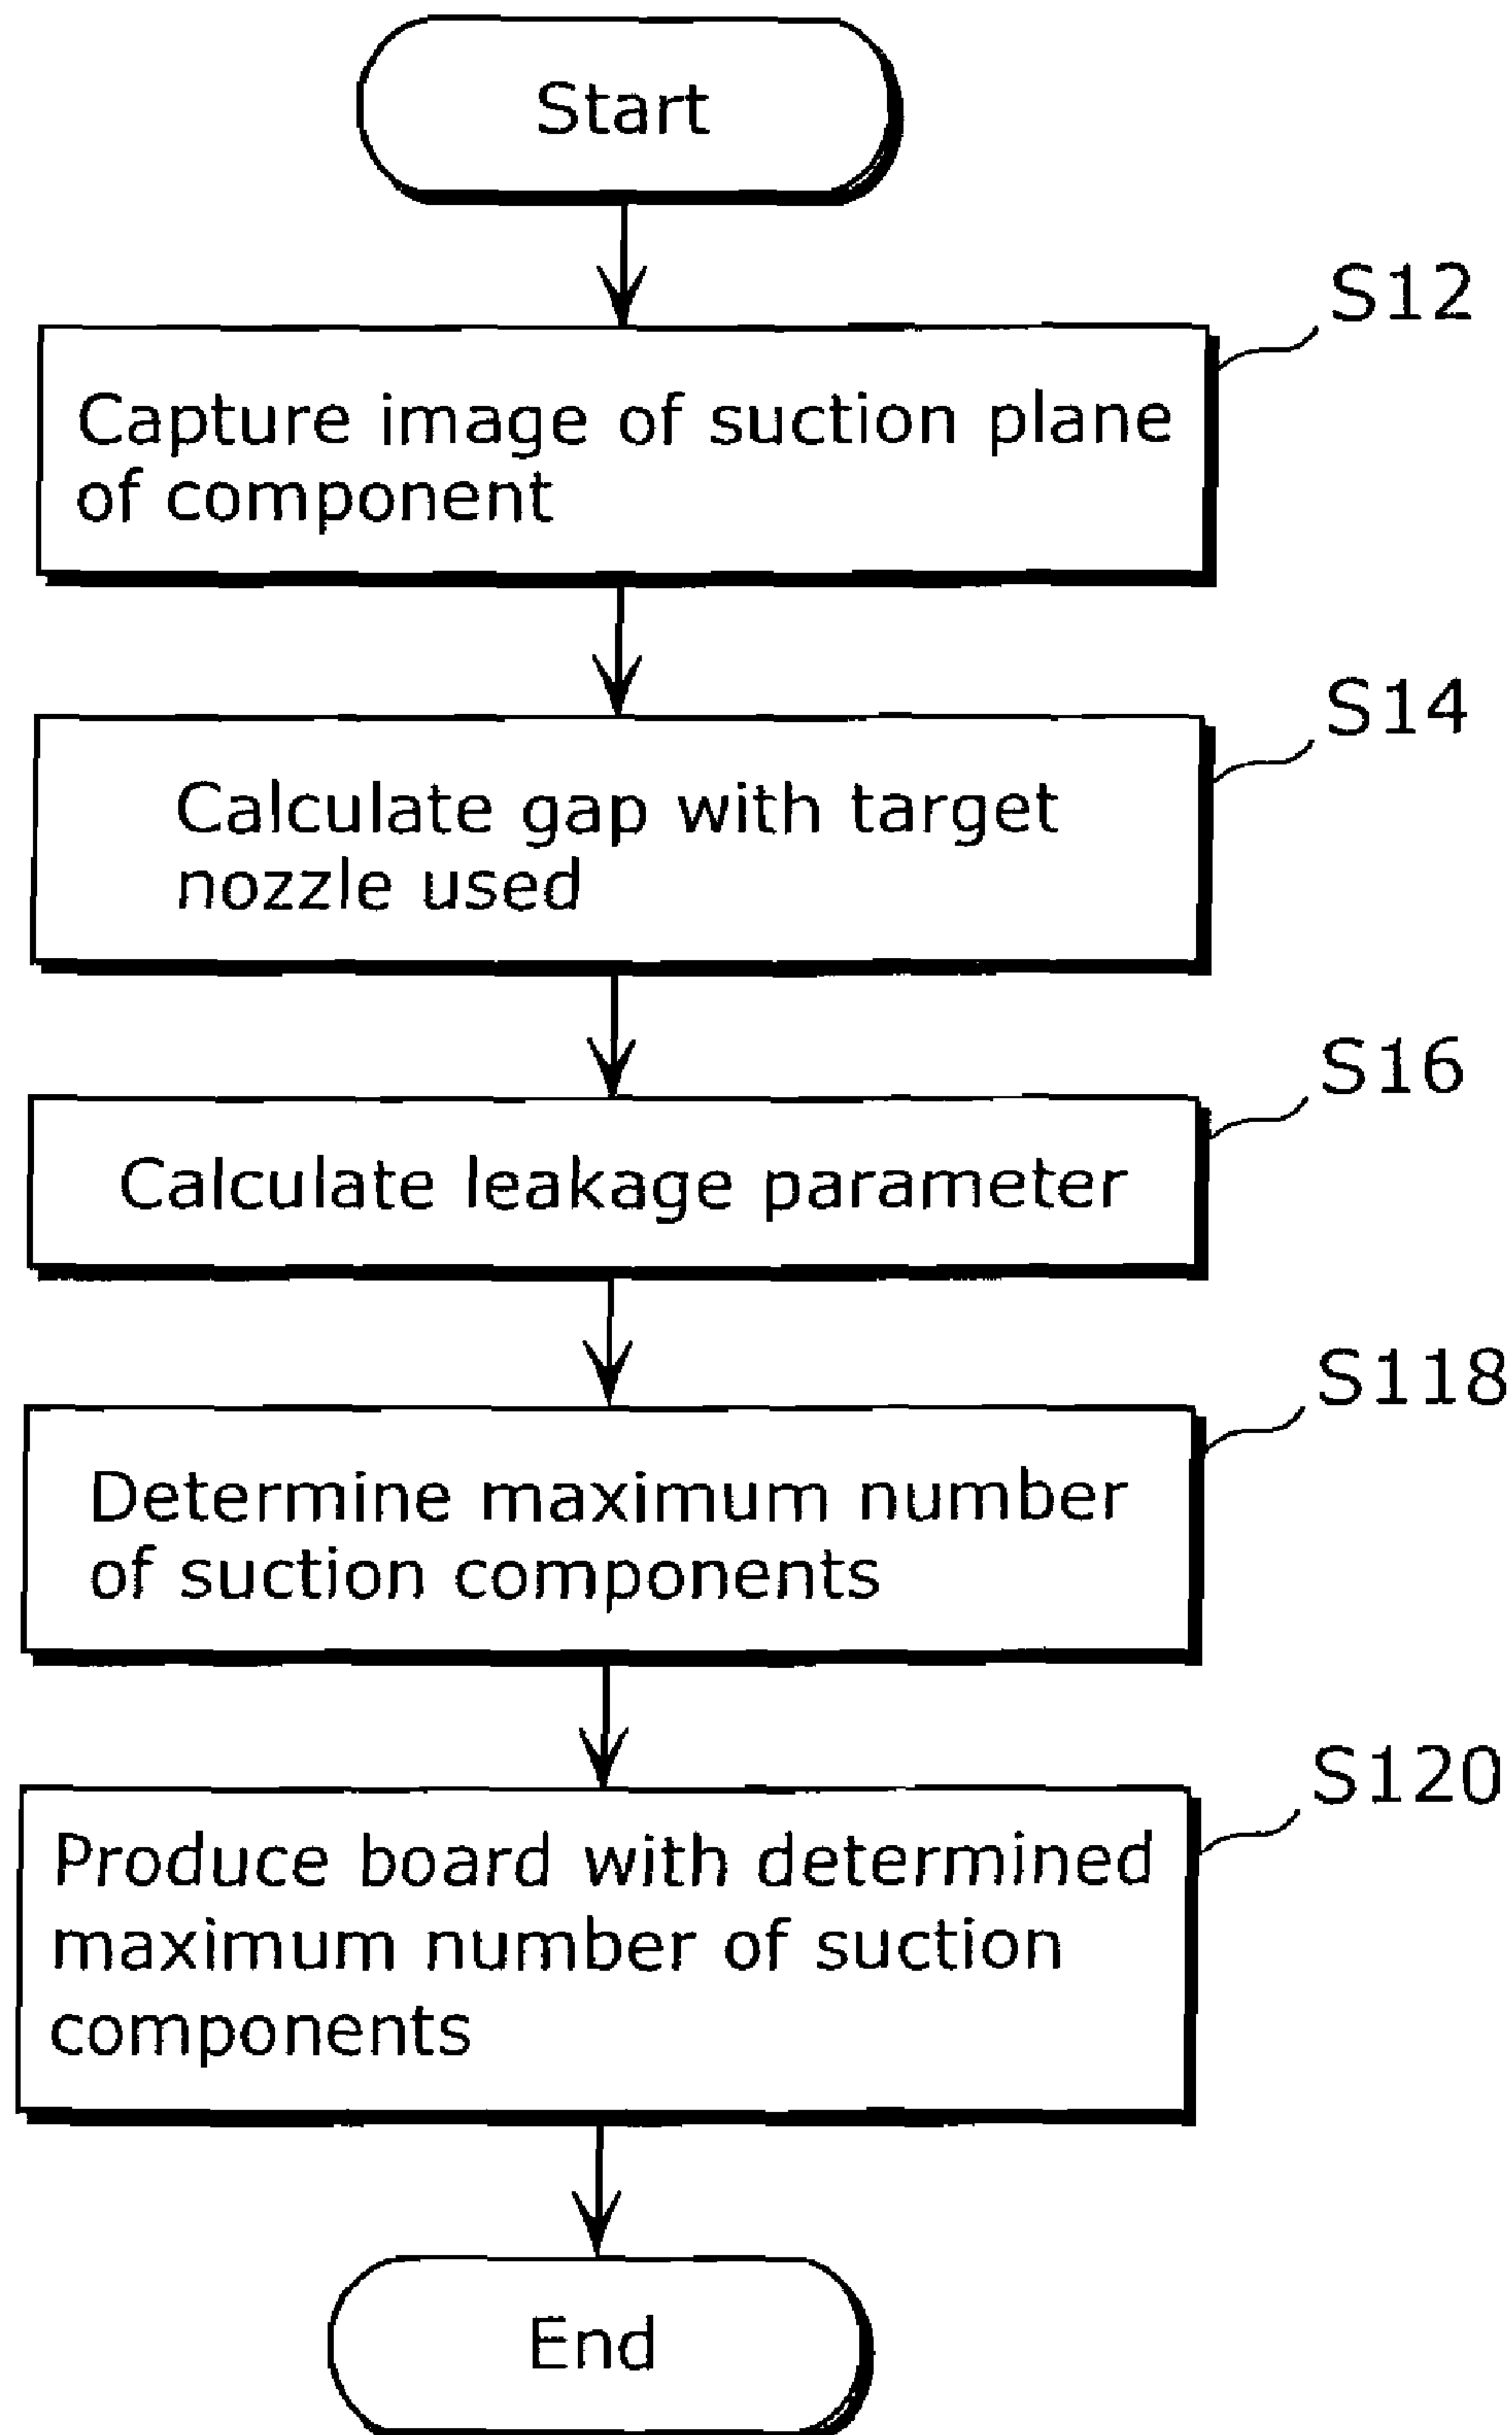 Start
S12
Capture image of suction plane
of component
S14
Calculate gap with target
nozzle used
S16
Calculate leakage parameter
S118
Determine maximum number
of suction components
S120
Produce board with determined
maximum number of suction
components
End